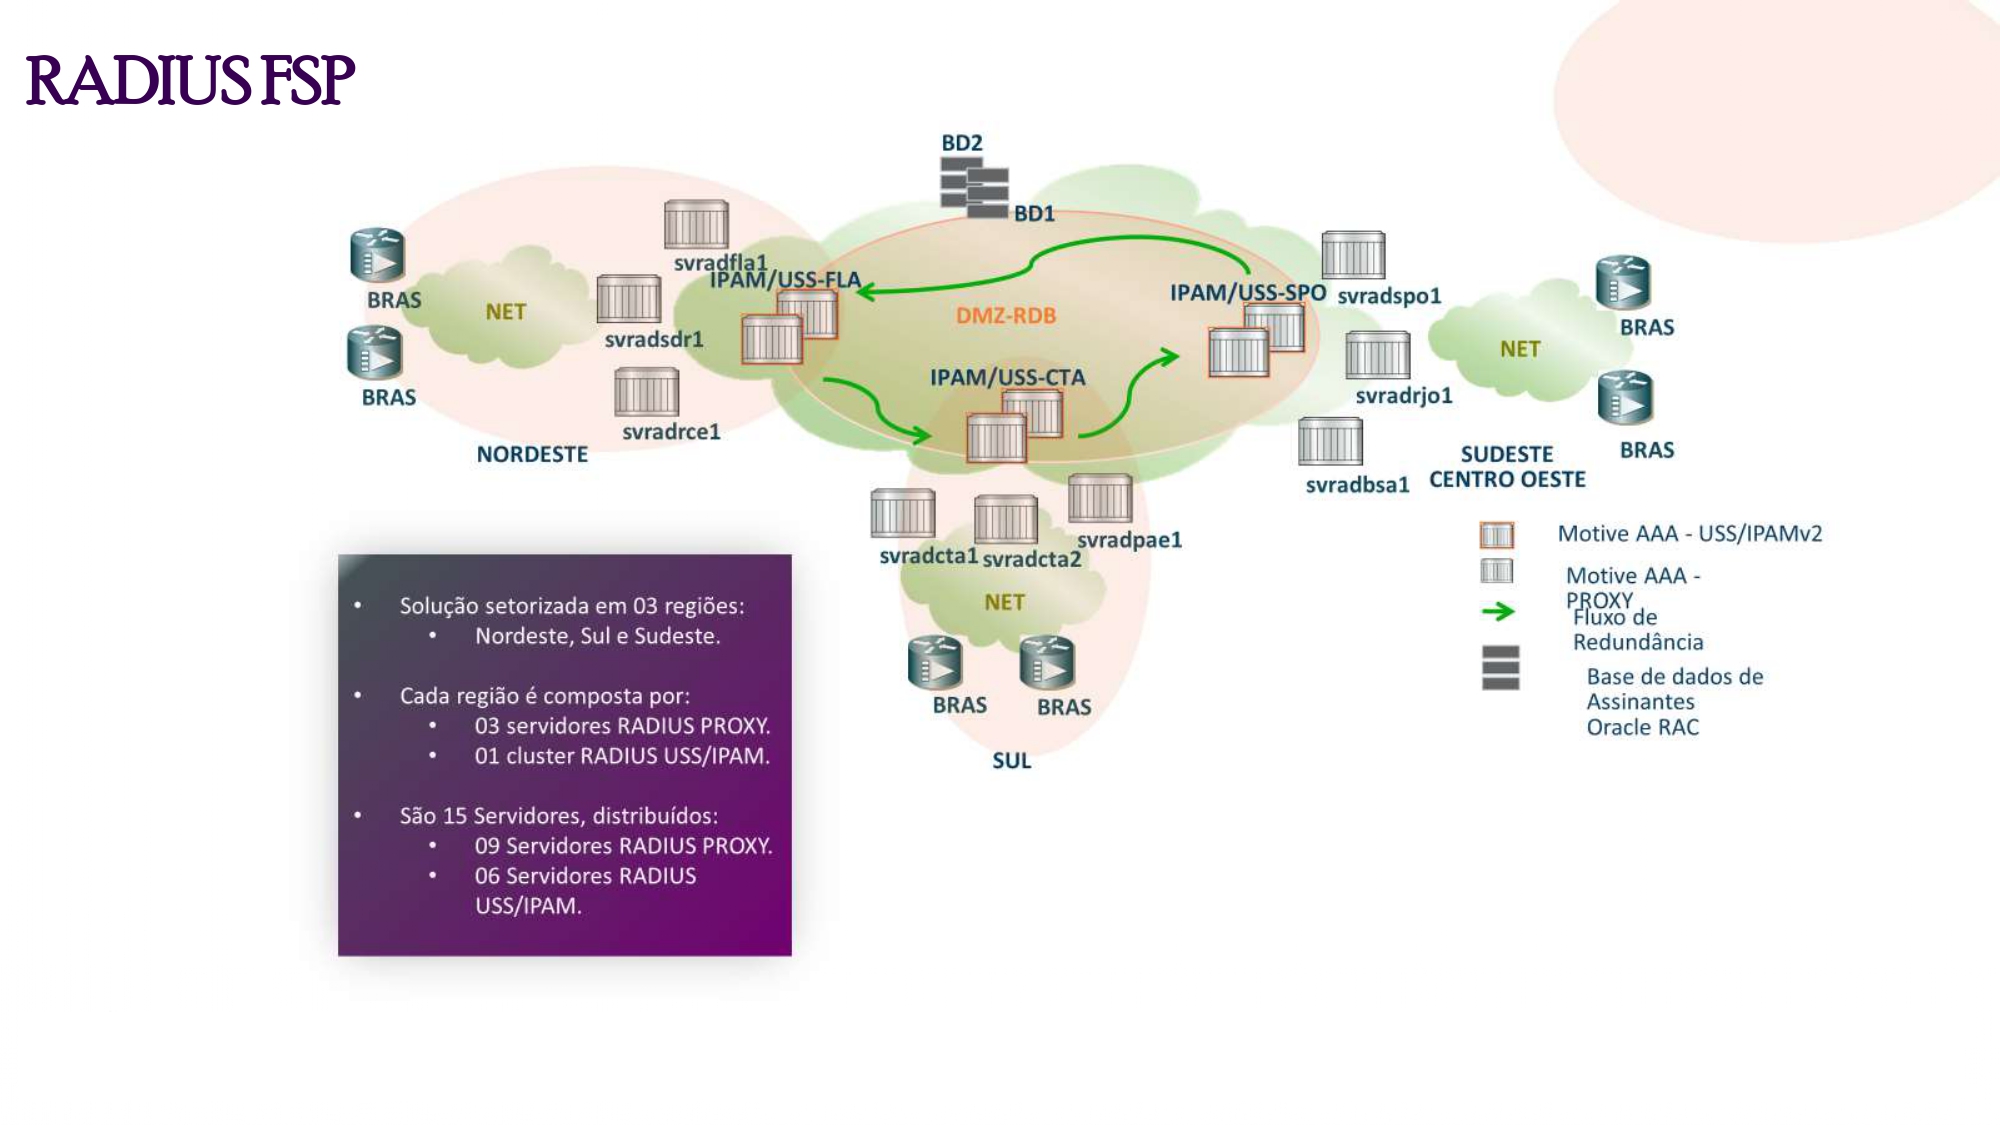 RADIUS FSP
BD2
BD1
svradfla1
IPAM/USS-FLA
BRAS
NET
svradsdr1
BRAS
svradrce1
NORDESTE
DMZ-RDB
IPAM/USS-CTA
IPAM/USS-SPO
svradspo1
BRAS
NET
svradrjo1
BRAS
svradbsa1
SUDESTE
CENTRO OESTE
svradcta1
svradcta2
svradpae1
NET
BRAS
BRAS
SUL
Motive AAA - USS/IPAMv2
Motive AAA -
PROXY
Fluxo de
Redundância
Base de dados de
Assinantes
Oracle RAC
• Solução setorizada em 03 regiões:
• Nordeste, Sul e Sudeste.
• Cada região é composta por:
• 03 servidores RADIUS PROXY.
• 01 cluster RADIUS USS/IPAM.
• São 15 Servidores, distribuídos:
• 09 Servidores RADIUS PROXY.
• 06 Servidores RADIUS
USS/IPAM.